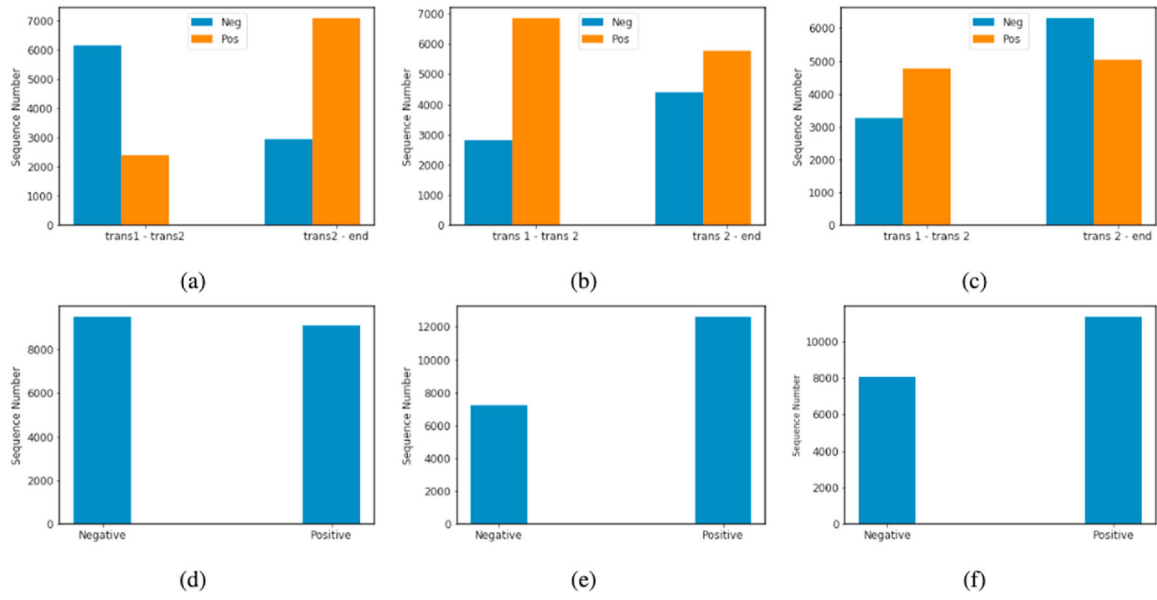 7000
6000
5000
4000
3000
2000
1000
0
Sequence Number
Neg
Pos
trans1 - trans2
trans2 - end
(a)
7000
6000
5000
4000
3000
2000
1000
0
Sequence Number
Neg
Pos
trans 1 - trans 2
trans 2 - end
(b)
6000
5000
4000
3000
2000
1000
0
Sequence Number
Neg
Pos
trans 1 - trans 2
trans 2 - end
(c)
8000
6000
4000
2000
0
Sequence Number
Negative
Positive
(d)
12000
10000
8000
6000
4000
2000
0
Sequence Number
Negative
Positive
(e)
10000
8000
6000
4000
2000
0
Sequence Number
Negative
Positive
(f)